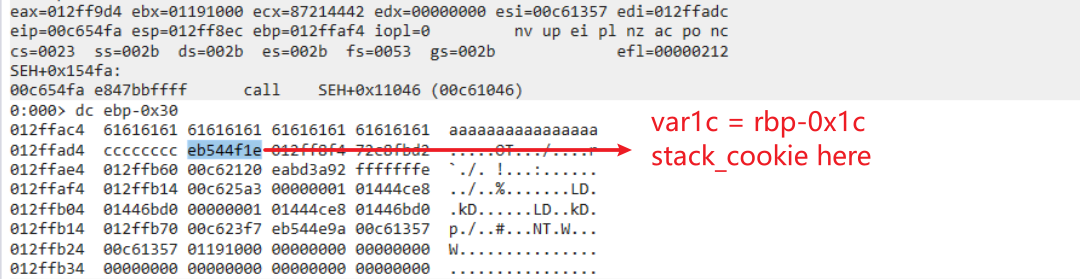 eax=012ff9d4 ebx=01191000 ecx=87214442 edx=00000000 esi=00c61357 edi=012ffadc
eip=00c654fa esp=012ff8ec ebp=012ffaf4 iopl=0         nv up ei pl nz ac po nc
cs=0023  ss=002b  ds=002b  es=002b  fs=0053  gs=002b             efl=00000212
SEH+0x154fa:
00c654fa e847bbffff      call    SEH+0x11046 (00c61046)
0:000> dc ebp-0x30
012ffac4  61616161 61616161 61616161 61616161  aaaaaaaaaaaaaaaa
012ffad4  cccccccc eb544f1e 012ff8f4 72c8fbd2  .....OT.../....r
012ffae4  012ffb60 00c62120 eabd3a92 fffffffe  `./. !...:......
012ffaf4  012ffb14 00c625a3 00000001 01444ce8  ../..%.......LD.
012ffb04  01446bd0 00000001 01444ce8 01446bd0  .kD......LD..kD.
012ffb14  012ffb70 00c623f7 eb544e9a 00c61357  p./..#...NT.W...
012ffb24  00c61357 01191000 00000000 00000000  W...............
012ffb34  00000000 00000000 00000000 00000000  ................
var1c = rbp-0x1c
stack_cookie here